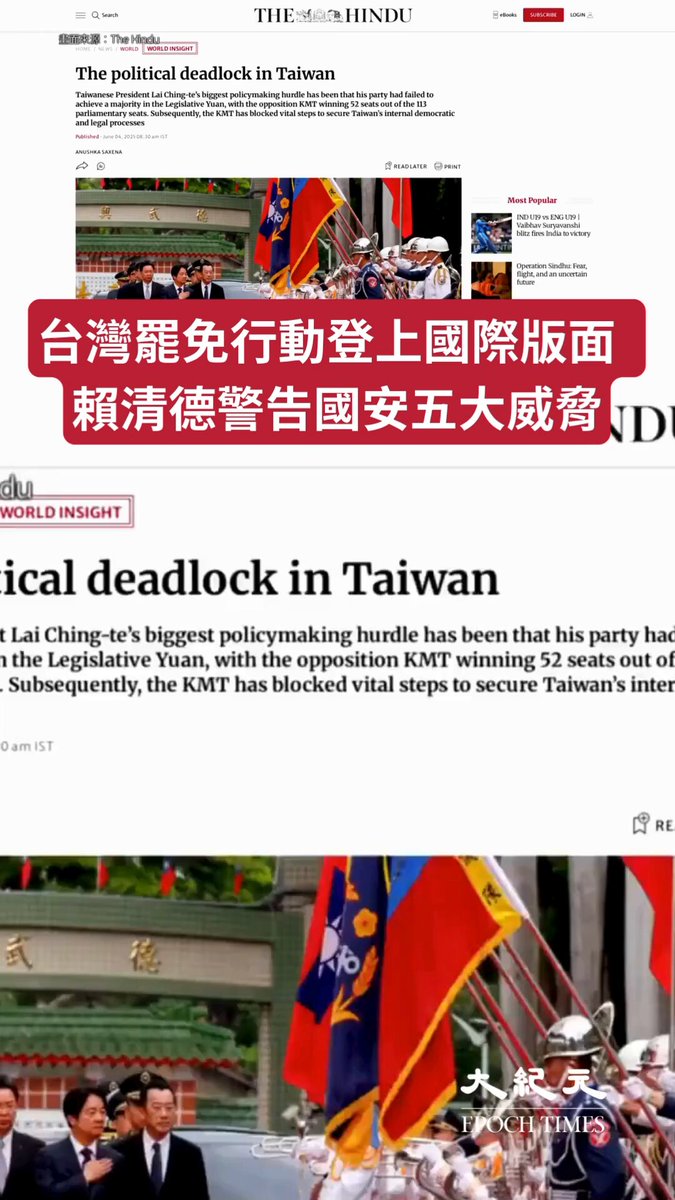 Search
THE HINDU
eBooks
SUBSCRIBE
LOGIN
畫面來源：The Hindu
HOME / NEWS / WORLD WORLD INSIGHT
The political deadlock in Taiwan
Taiwanese President Lai Ching-te's biggest policymaking hurdle has been that his party had failed to
achieve a majority in the Legislative Yuan, with the opposition KMT winning 52 seats out of the 113
parliamentary seats. Subsequently, the KMT has blocked vital steps to secure Taiwan's internal democratic
and legal processes
Published - June 04, 2025 08:30 am IST
ANUSHKA SAXENA
READ LATER
PRINT
Most Popular
IND U19 vs ENG U19 |
Vaibhav Suryavanshi
blitz fires India to victory
Operation Sindhu: Fear,
flight, and an uncertain
future
台灣罷免行動登上國際版面
賴清德警告國安五大威脅
NDU
du
WORLD INSIGHT
tical deadlock in Taiwan
t Lai Ching-te's biggest policymaking hurdle has been that his party had
n the Legislative Yuan, with the opposition KMT winning 52 seats out of
. Subsequently, the KMT has blocked vital steps to secure Taiwan's inter
0 am IST
REA
武德
大紀元
EPOCH TIMES